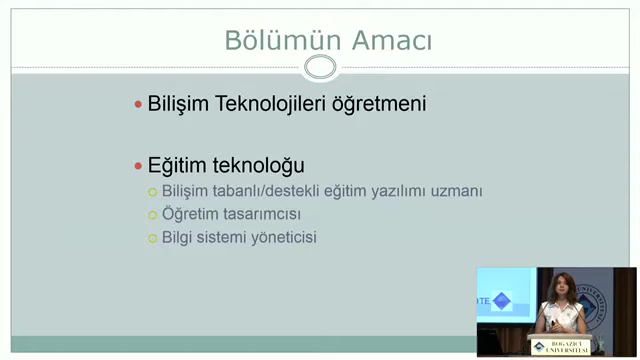 Bölümün Amacı
Bilişim Teknolojileri öğretmeni
Eğitim teknoloğu
Bilişim tabanlı/destekli eğitim yazılımı uzmanı
Öğretim tasarımcısı
Bilgi sistemi yöneticisi
BOĞAZİÇİ
ÜNİVERSİTESİ